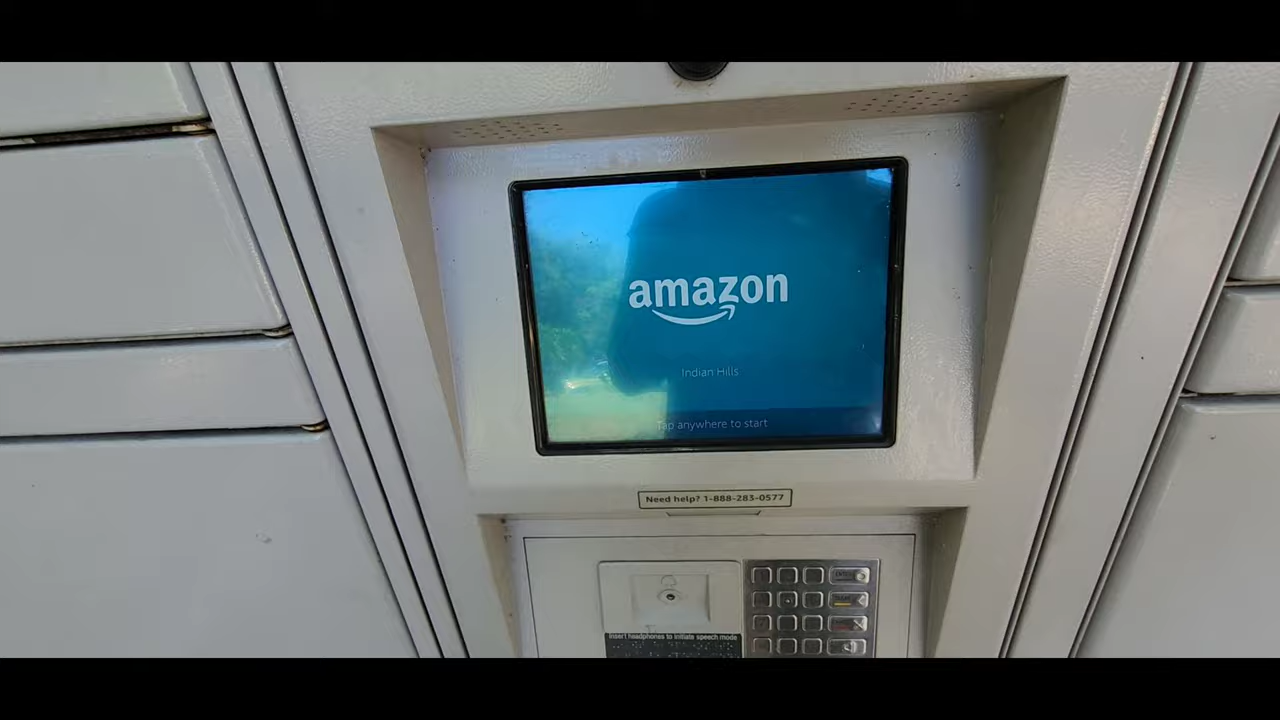 amazon
Indian Hills
Tap anywhere to start
Need help? 1-888-283-0577
Insert headphones to initiate speech mode